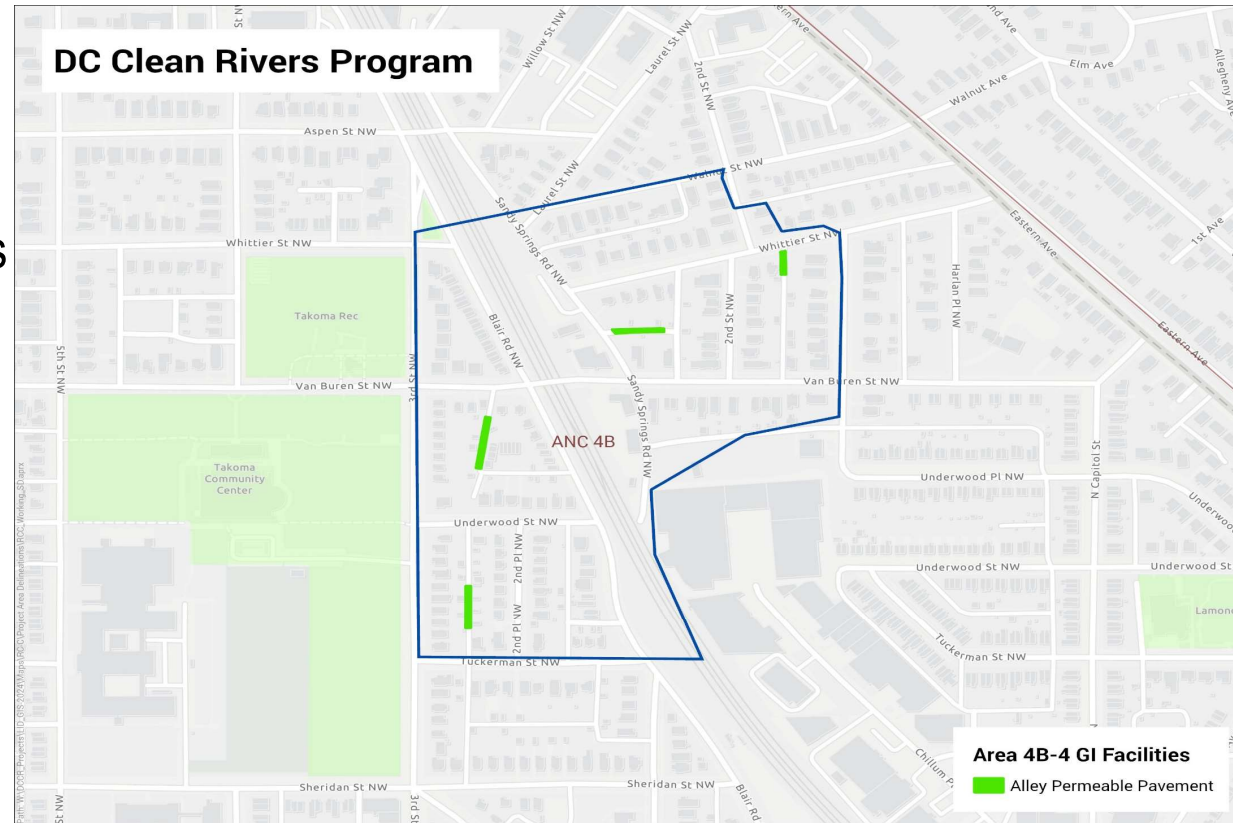 DC Clean Rivers Program
St NW
Willow St NW
Laurel St NW
2nd St NW
Elm Ave
Walnut Ave
Allegheny Ave
Aspen St NW
Walnut St NW
Laurel St NW
Sandy Springs Rd NW
Eastern Ave
1st Ave
S
Whittier St NW
Whittier St NW
Takoma Rec
Blair Rd NW
2nd St NW
Harlan Pl NW
Eastern Ave
5th St NW
3rd St NW
Van Buren St NW
Van Buren St NW
Sandy Springs Rd NW
ANC 4B
N Capitol St
Takoma
Community
Center
Underwood Pl NW
Underwood St NW
2nd Pl NW
Underwood St NW
Underwood St
2nd Pl NW
Tuckerman St NW
Tuckerman St NW
Sheridan St NW
Sheridan St NW
Blair Rd
3rd St
St NW
Area 4B-4 GI Facilities
Alley Permeable Pavement